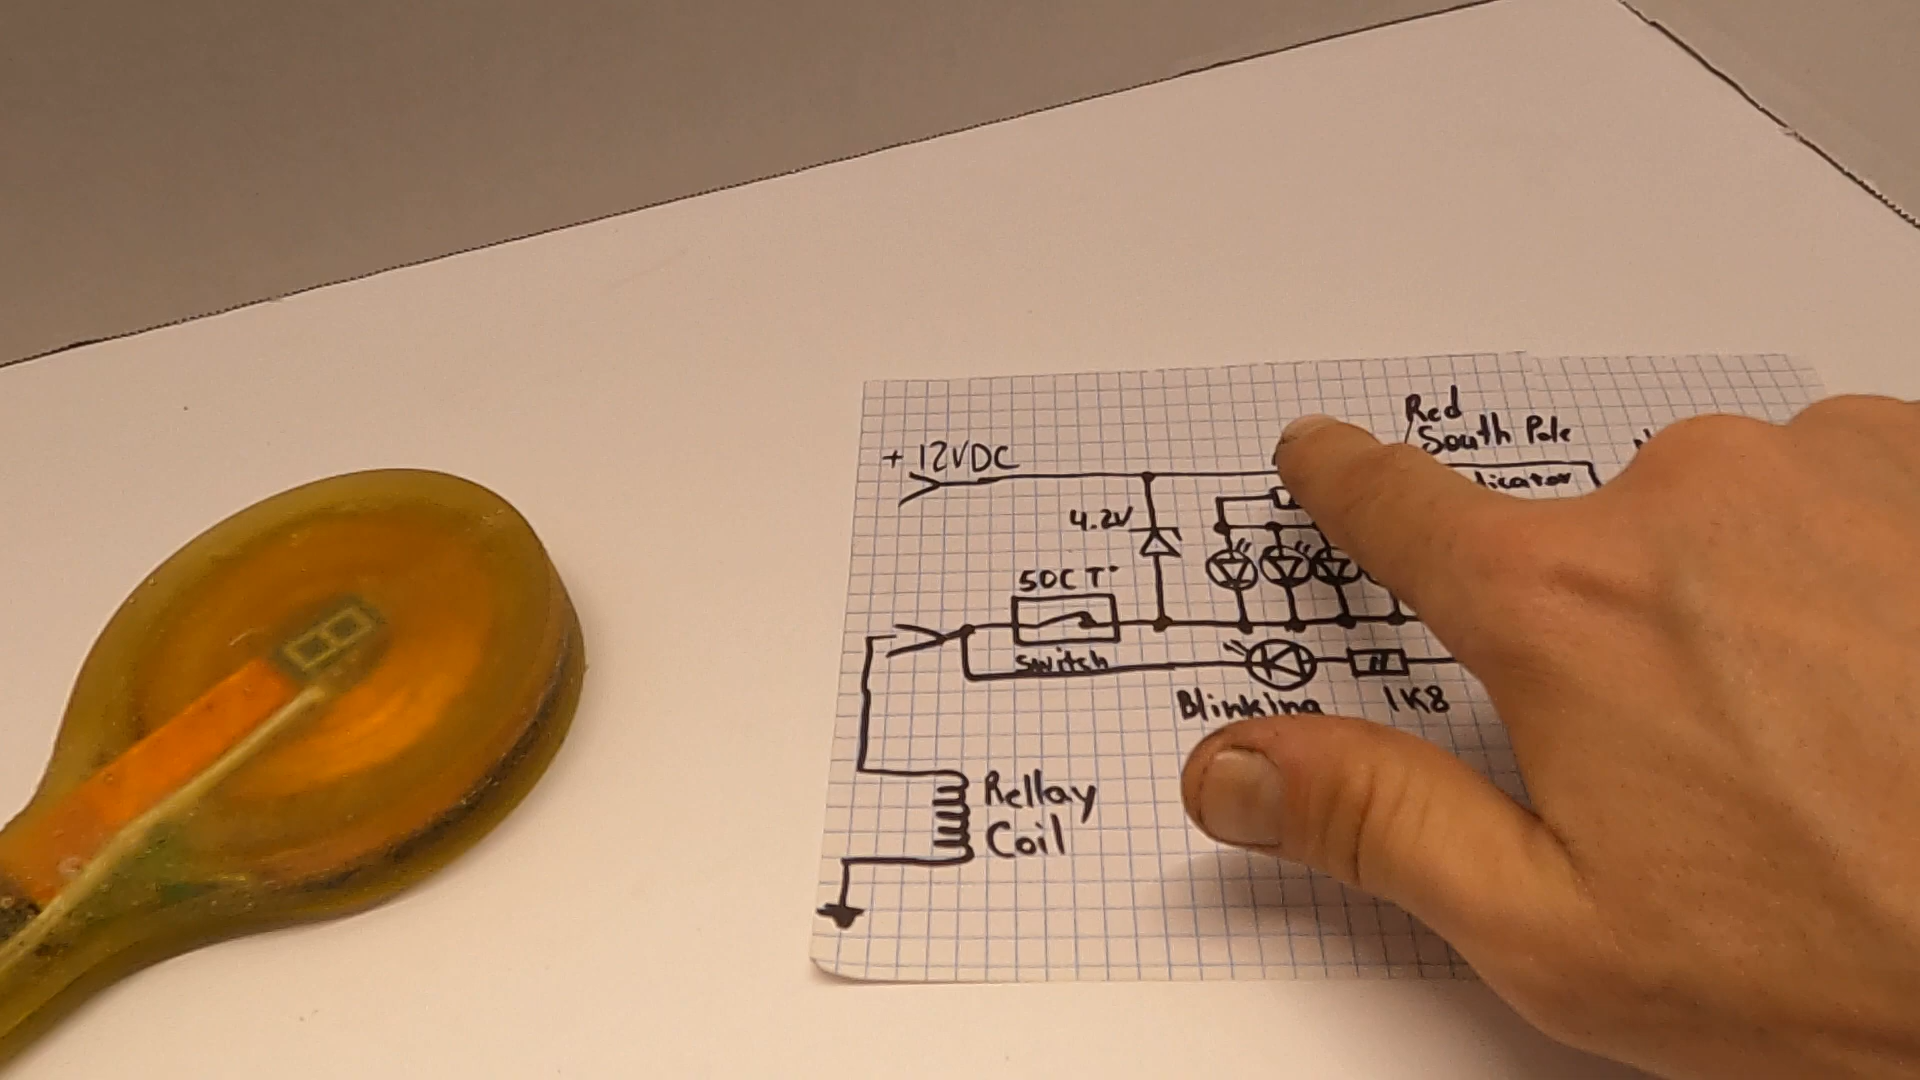 Red
South Pole
+ 12VDC
4.2V
50C T°
switch
Blinking
1K8
Rellay
Coil